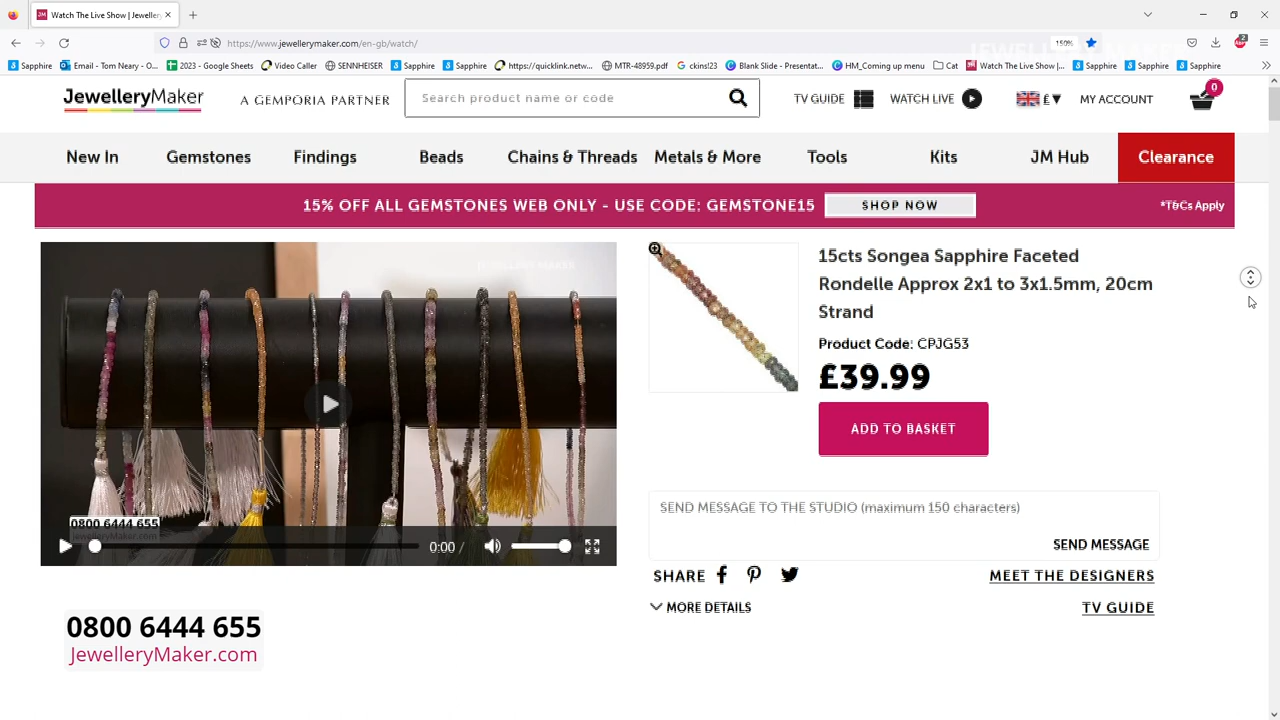 Watch The Live Show | Jeweller
https://www.jewellerymaker.com
gb/watch/
150%
2
Sapphire
Email - Tom Neary - O...
2023 - Google Sheets
Video Caller
SENNHEISER
Sapphire
Sapphire
https://quicklink.netw...
MTR-48959.pdf
ckinsl23
Blank Slide - Presentat...
HM_Coming up menu
Cat
Watch The Live Show |...
Sapphire
Sapphire
Sapphire
JewelleryMaker
A GEMPORIA PARTNER
Search product name or code
TV GUIDE
WATCH LIVE
£
MY ACCOUNT
0
New In
Gemstones
Findings
Beads
Chains & Threads
Metals & More
Tools
Kits
JM Hub
Clearance
15% OFF ALL GEMSTONES WEB ONLY - USE CODE: GEMSTONE15
SHOP NOW
*T&Cs Apply
15cts Songea Sapphire Faceted
Rondelle Approx 2x1 to 3x1.5mm, 20cm
Strand
Product Code: CPJG53
£39.99
ADD TO BASKET
0800 6444 655
JewelleryMaker.com
0:00 /
SEND MESSAGE TO THE STUDIO (maximum 150 characters)
SEND MESSAGE
SHARE
MEET THE DESIGNERS
MORE DETAILS
TV GUIDE
0800 6444 655
JewelleryMaker.com